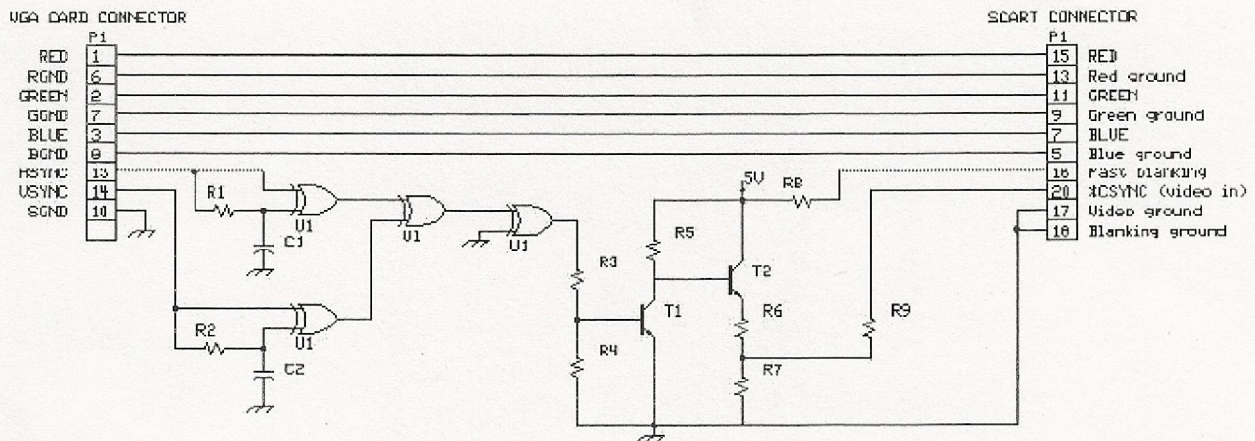 VGA CARD CONNECTOR
P1
RED 1
RGND 6
GREEN 2
GGND 7
BLUE 3
BGND 8
HSYNC 13
VSYNC 14
SGND 10
SCART CONNECTOR
P1
15 RED
13 Red ground
11 GREEN
9 Green ground
7 BLUE
5 Blue ground
16 Fast blanking
20 *CSYNC (video in)
17 Video ground
18 Blanking ground
R1
U1
C1
U1
U1
R2
U1
C2
R3
R4
R5
T1
5V
R8
T2
R6
R7
R9